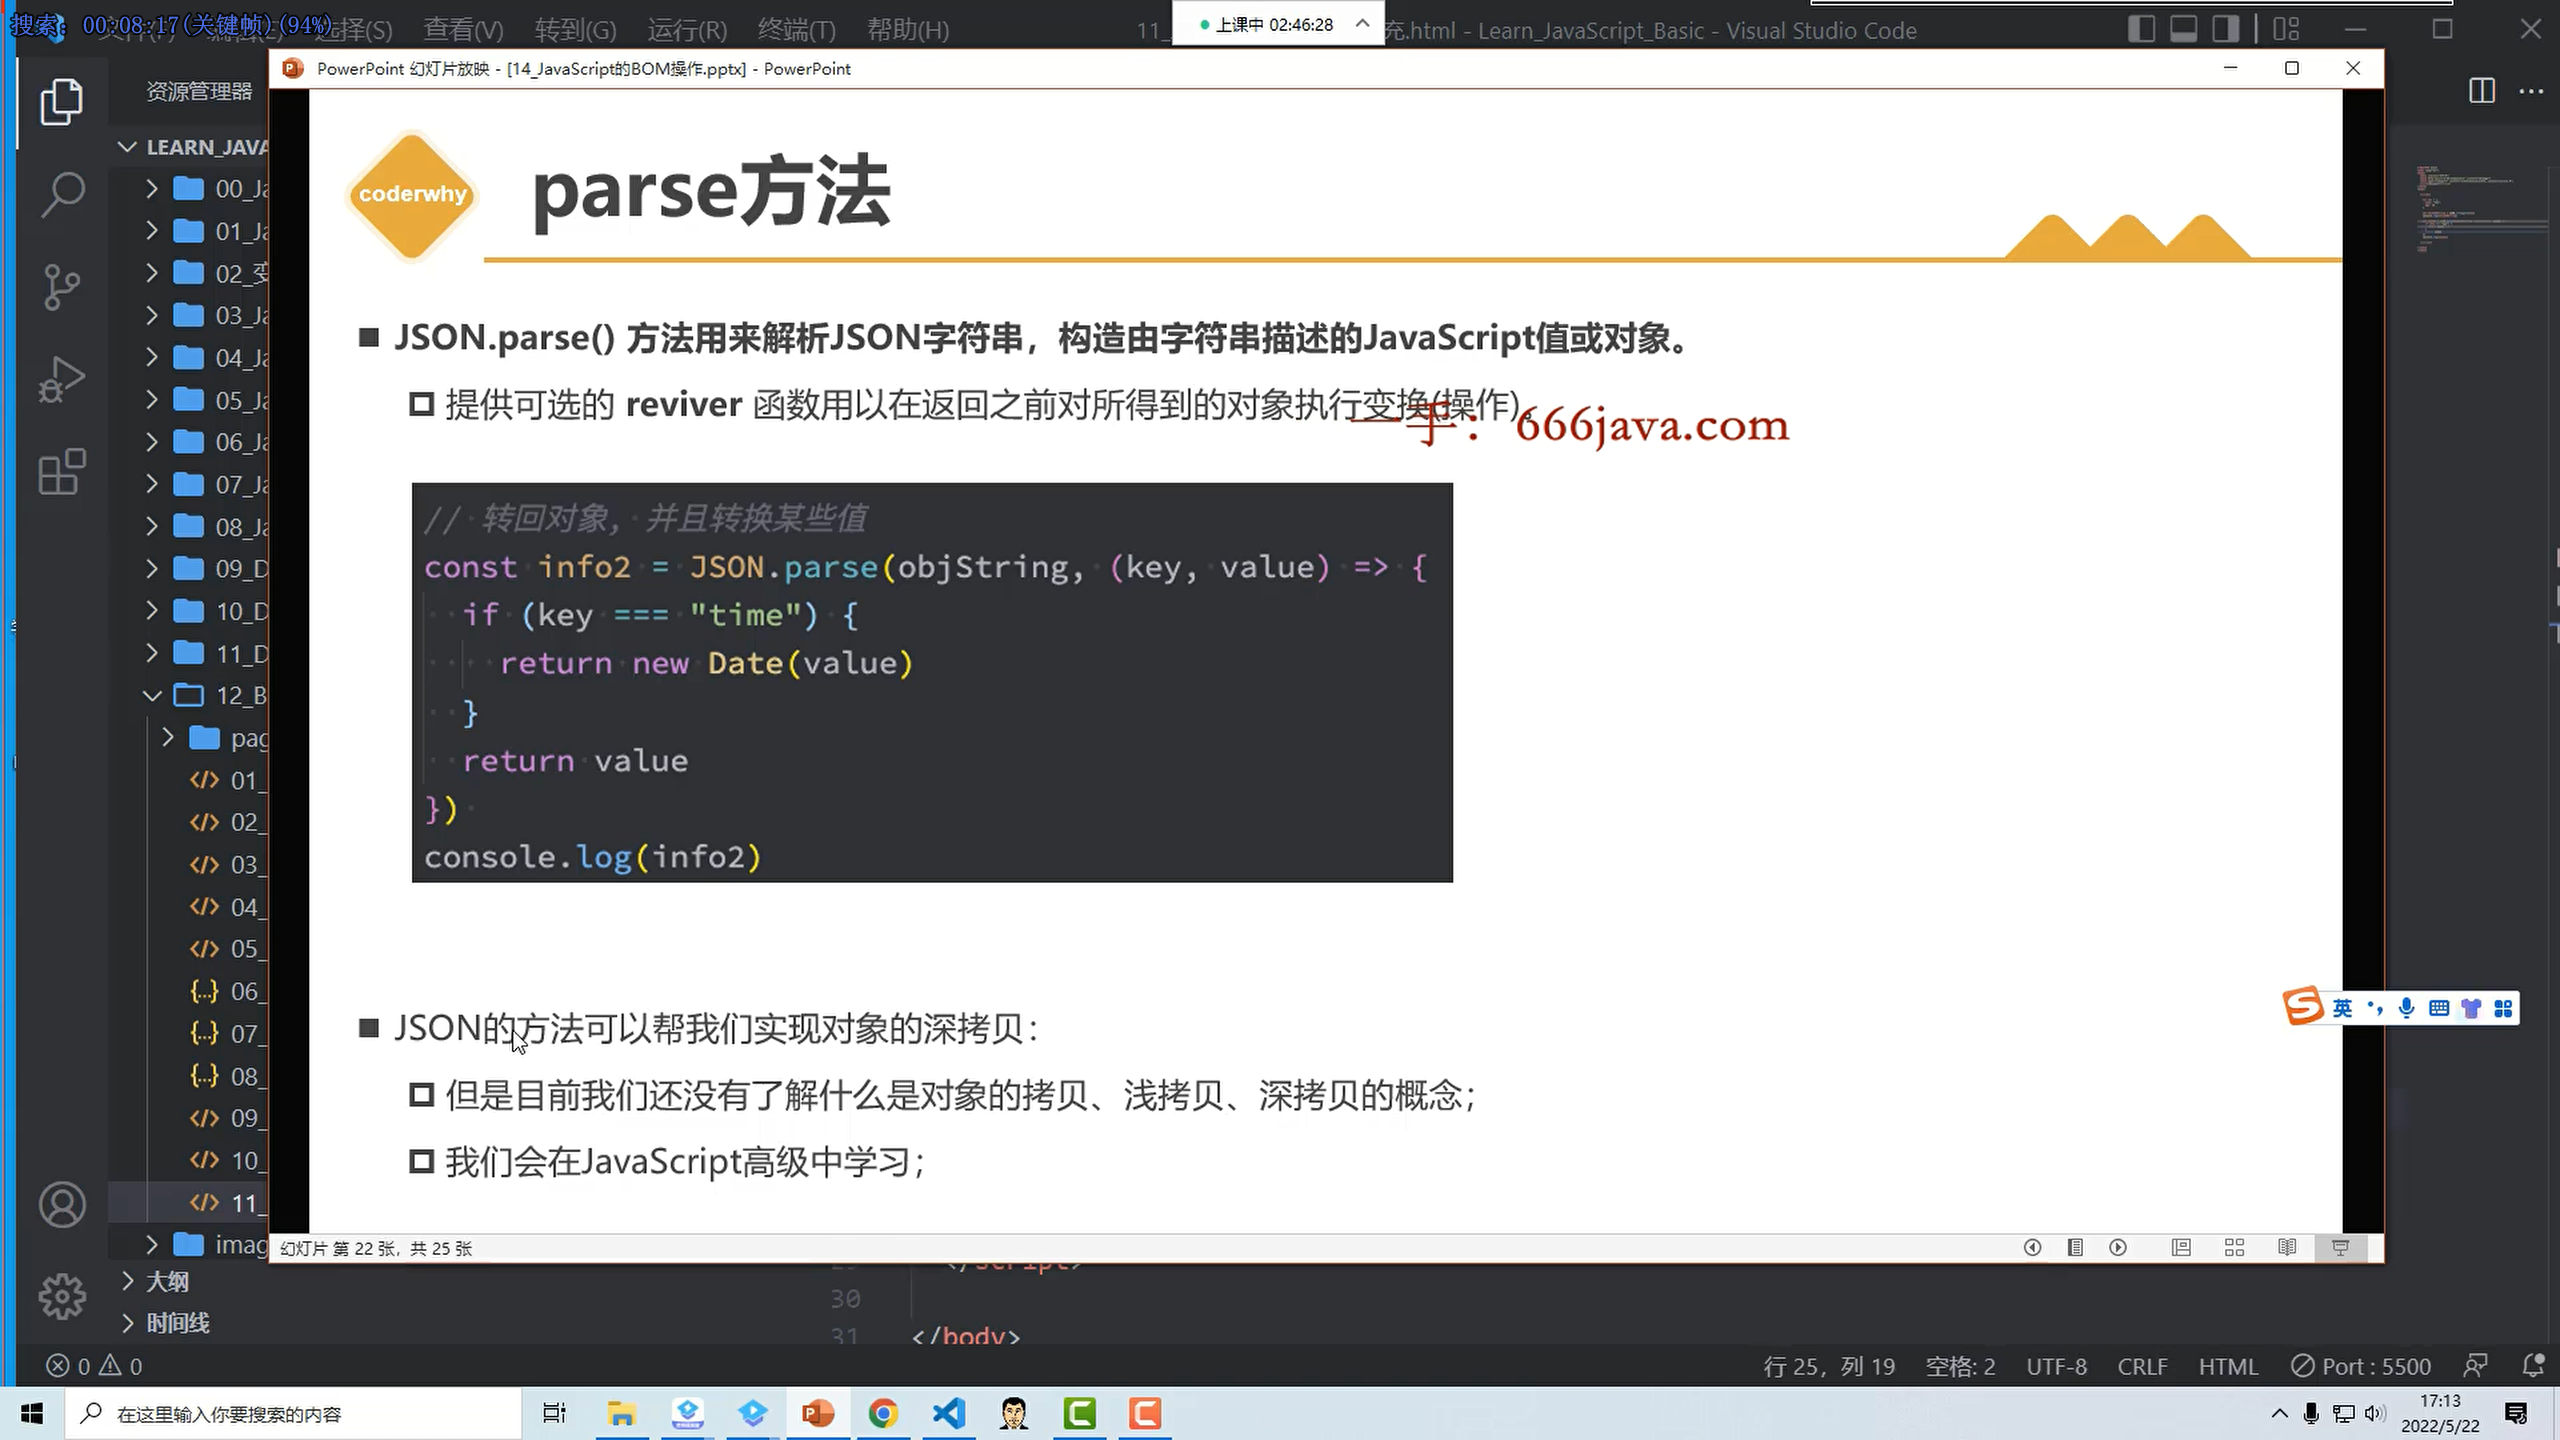 搜索: 00:08:17(关键帧)(94%)
选择(S) 查看(V) 转到(G) 运行(R) 终端(T) 帮助(H)
上课中 02:46:28
充.html - Learn_JavaScript_Basic - Visual Studio Code
PowerPoint 幻灯片放映 - [14_JavaScript的BOM操作.pptx] - PowerPoint
资源管理器
LEARN_JAVA
00_Ja
01_Ja
02_变
03_Ja
04_Ja
05_Ja
06_Ja
07_Ja
08_Ja
09_D
10_D
11_D
12_B
pag
01_
02_
03_
04_
05_
06_
07_
08_
09_
10_
11_
imag
大纲
时间线
coderwhy
parse方法
JSON.parse() 方法用来解析JSON字符串，构造由字符串描述的JavaScript值或对象。
提供可选的 reviver 函数用以在返回之前对所得到的对象执行变换(操作)。
一手：666java.com
// 转回对象, 并且转换某些值
const info2 = JSON.parse(objString, (key, value) => {
if (key === "time") {
return new Date(value)
}
return value
})
console.log(info2)
JSON的方法可以帮我们实现对象的深拷贝：
但是目前我们还没有了解什么是对象的拷贝、浅拷贝、深拷贝的概念；
我们会在JavaScript高级中学习；
英
幻灯片 第 22 张，共 25 张
30
31 </body>
0 0
行 25，列 19 空格: 2 UTF-8 CRLF HTML Port : 5500
在这里输入你要搜索的内容
17:13
2022/5/22